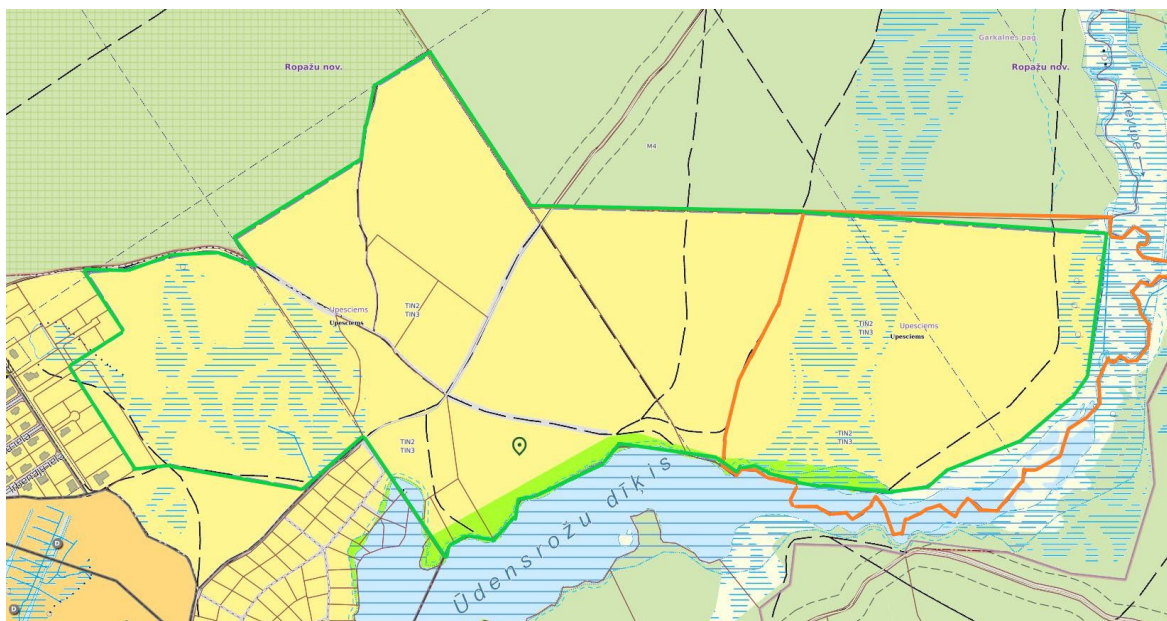 Garkalnes pag.
Ropažu nov.
Ropažu nov.
Krievupe
M4
TIN2
TIN3
Upesciems
Upesciems
TIN2
TIN3
Upesciems
Upesciems
TIN2
TIN3
TIN2
TIN3
Ūdensrožu dīķis
D
D